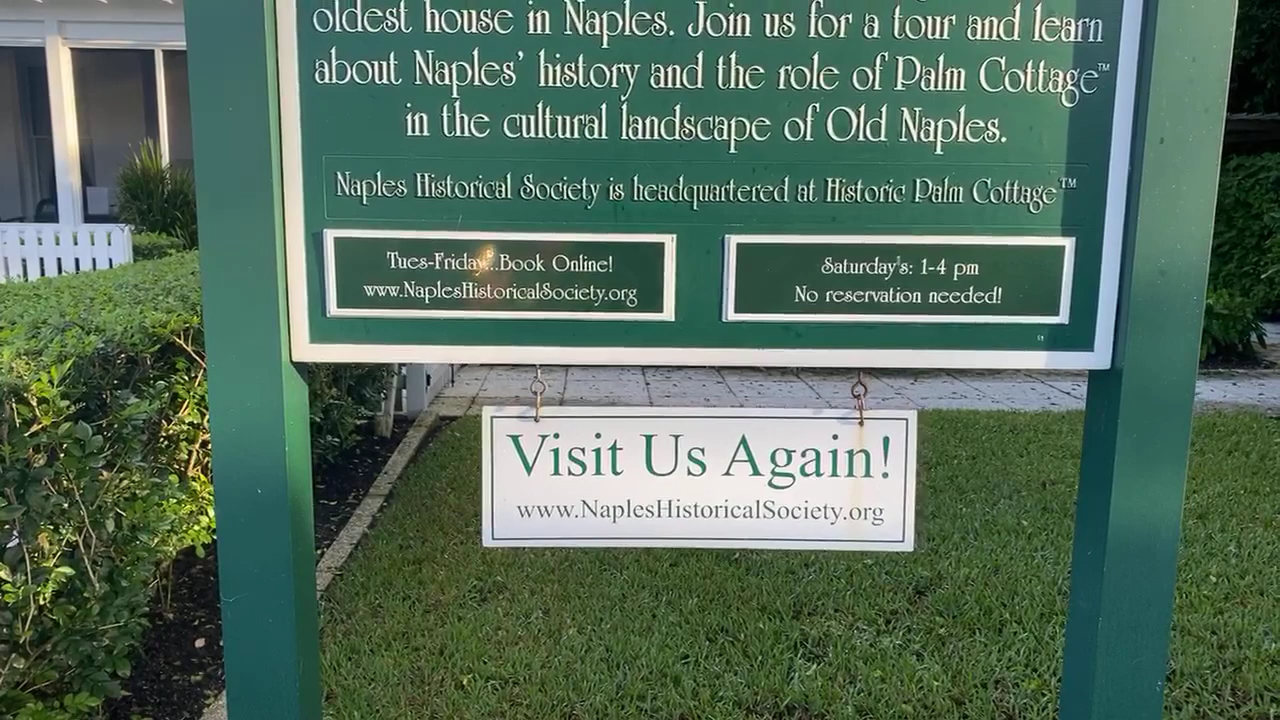 oldest house in Naples. Join us for a tour and learn
about Naples' history and the role of Palm Cottage™
in the cultural landscape of Old Naples.
Naples Historical Society is headquartered at Historic Palm Cottage™
Tues-Friday...Book Online!
www.NaplesHistoricalSociety.org
Saturday's: 1-4 pm
No reservation needed!
Visit Us Again!
www.NaplesHistoricalSociety.org